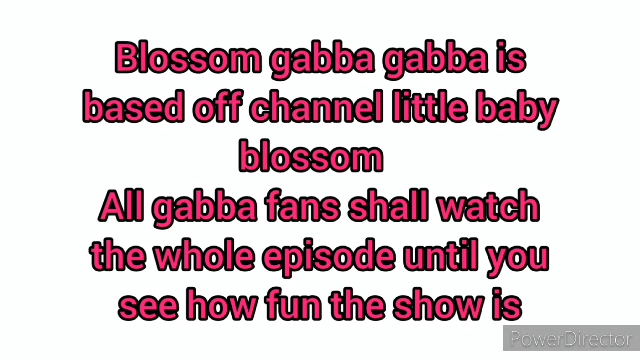 Blossom gabba gabba is
based off channel little baby
blossom
All gabba fans shall watch
the whole episode until you
see how fun the show is
PowerDirector